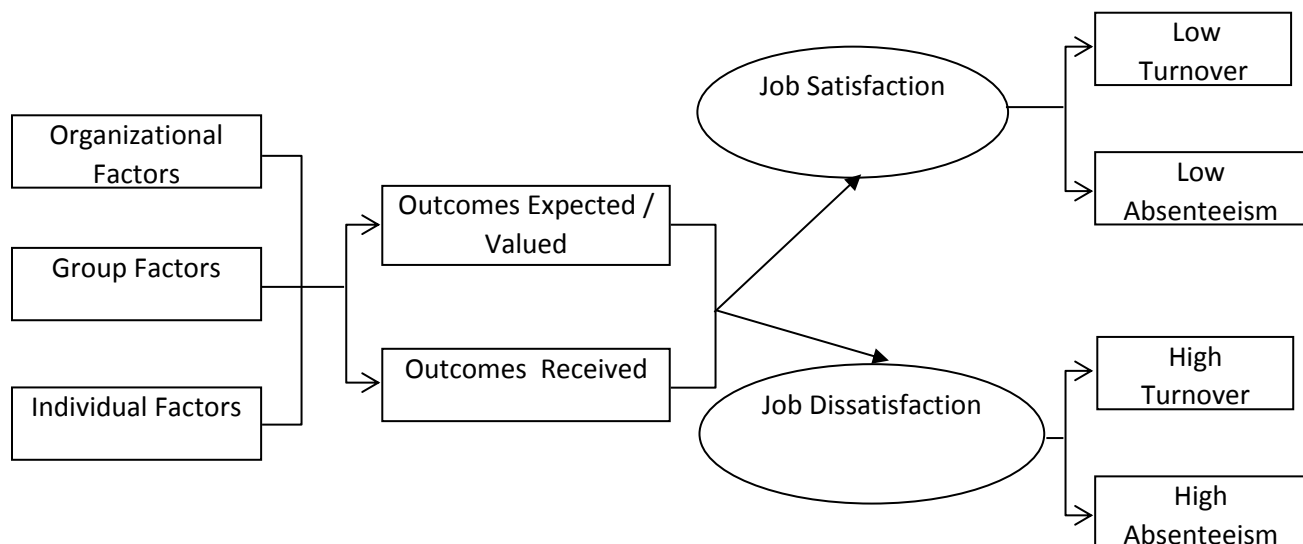 Organizational
Factors
Group Factors
Individual Factors
Outcomes Expected /
Valued
Outcomes Received
Job Satisfaction
Job Dissatisfaction
Low
Turnover
Low
Absenteeism
High
Turnover
High
Absenteeism